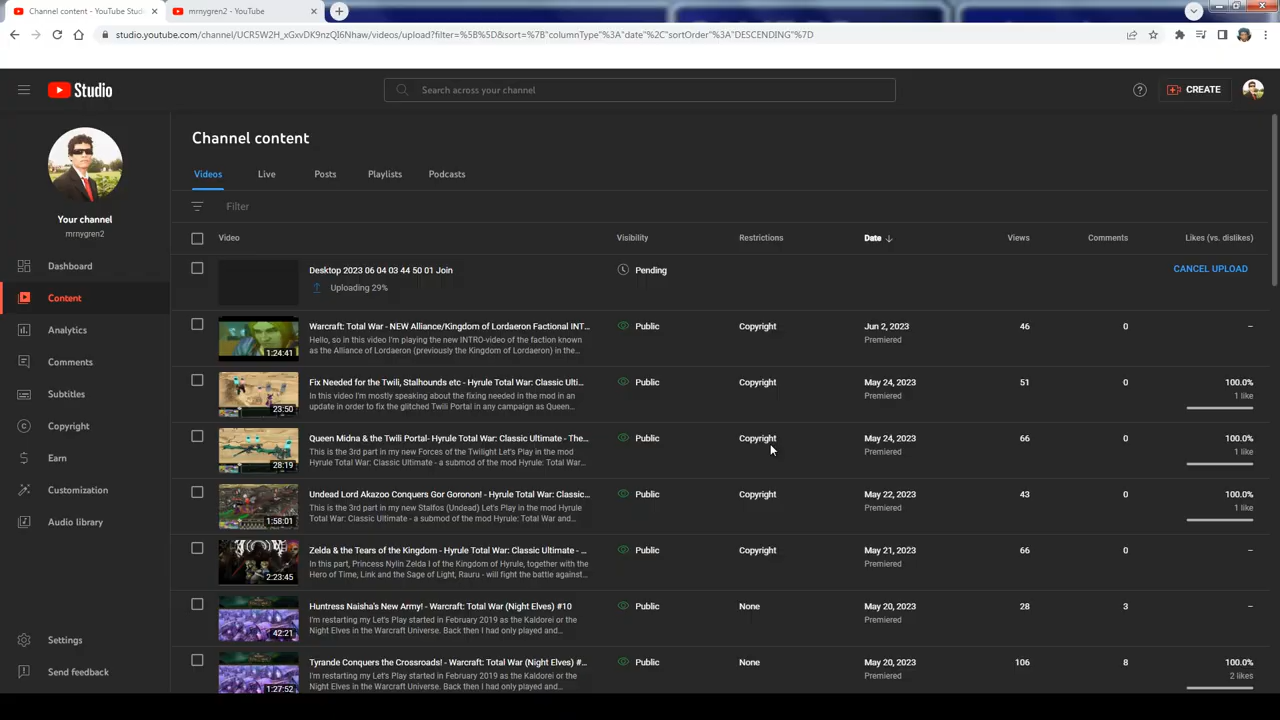 Channel content - YouTube Stud
mrnygren2 - YouTube
studio.youtube.com/channel/UCR5W2H_xGxvDK9nzQI6Nhaw/videos/upload?filter=%5B%5D&sort=%7B"columnType"%3A"date"%2C"sortOrder"%3A"DESCENDING"%7D
Studio
Search across your channel
CREATE
Your channel
mrnygren2
Dashboard
Content
Analytics
Comments
Subtitles
Copyright
Earn
Customization
Audio library
Settings
Send feedback
Channel content
Videos Live Posts Playlists Podcasts
Filter
Video Visibility Restrictions Date Views Comments Likes (vs. dislikes)
Desktop 2023 06 04 03 44 50 01 Join Pending CANCEL UPLOAD
Uploading 29%
Warcraft: Total War - NEW Alliance/Kingdom of Lordaeron Factional INT... Public Copyright Jun 2, 2023 46 0 –
Hello, so in this video I'm playing the new INTRO-video of the faction known Premiered
as the Alliance of Lordaeron (previously the Kingdom of Lordaeron) in the...
1:24:41
Fix Needed for the Twili, Stalhounds etc - Hyrule Total War: Classic Ulti... Public Copyright May 24, 2023 51 0 100.0%
In this video I'm mostly speaking about the fixing needed in the mod in an Premiered 1 like
update in order to fix the glitched Twili Portal in any campaign as Queen...
23:50
Queen Midna & the Twili Portal- Hyrule Total War: Classic Ultimate - The... Public Copyright May 24, 2023 66 0 100.0%
This is the 3rd part in my new Forces of the Twilight Let's Play in the mod Premiered 1 like
Hyrule Total War: Classic Ultimate - a submod of the mod Hyrule: Total War...
28:19
Undead Lord Akazoo Conquers Gor Goronon! - Hyrule Total War: Classic... Public Copyright May 22, 2023 43 0 100.0%
This is the 3rd part in my new Stalfos (Undead) Let's Play in the mod Hyrule Premiered 1 like
Total War: Classic Ultimate - a submod of the mod Hyrule: Total War and...
1:58:01
Zelda & the Tears of the Kingdom - Hyrule Total War: Classic Ultimate - ... Public Copyright May 21, 2023 66 0 –
In this part, Princess Nylin Zelda I of the Kingdom of Hyrule, together with the Premiered
Hero of Time, Link and the Sage of Light, Rauru - will fight the battle against...
2:23:45
Huntress Naisha's New Army! - Warcraft: Total War (Night Elves) #10 Public None May 20, 2023 28 3 –
I'm restarting my Let's Play started in February 2019 as the Kaldorei or the Premiered
Night Elves in the Warcraft Universe. Back then I had only played and...
42:21
Tyrande Conquers the Crossroads! - Warcraft: Total War (Night Elves) #... Public None May 20, 2023 106 8 100.0%
I'm restarting my Let's Play started in February 2019 as the Kaldorei or the Premiered 2 likes
Night Elves in the Warcraft Universe. Back then I had only played and...
1:27:52